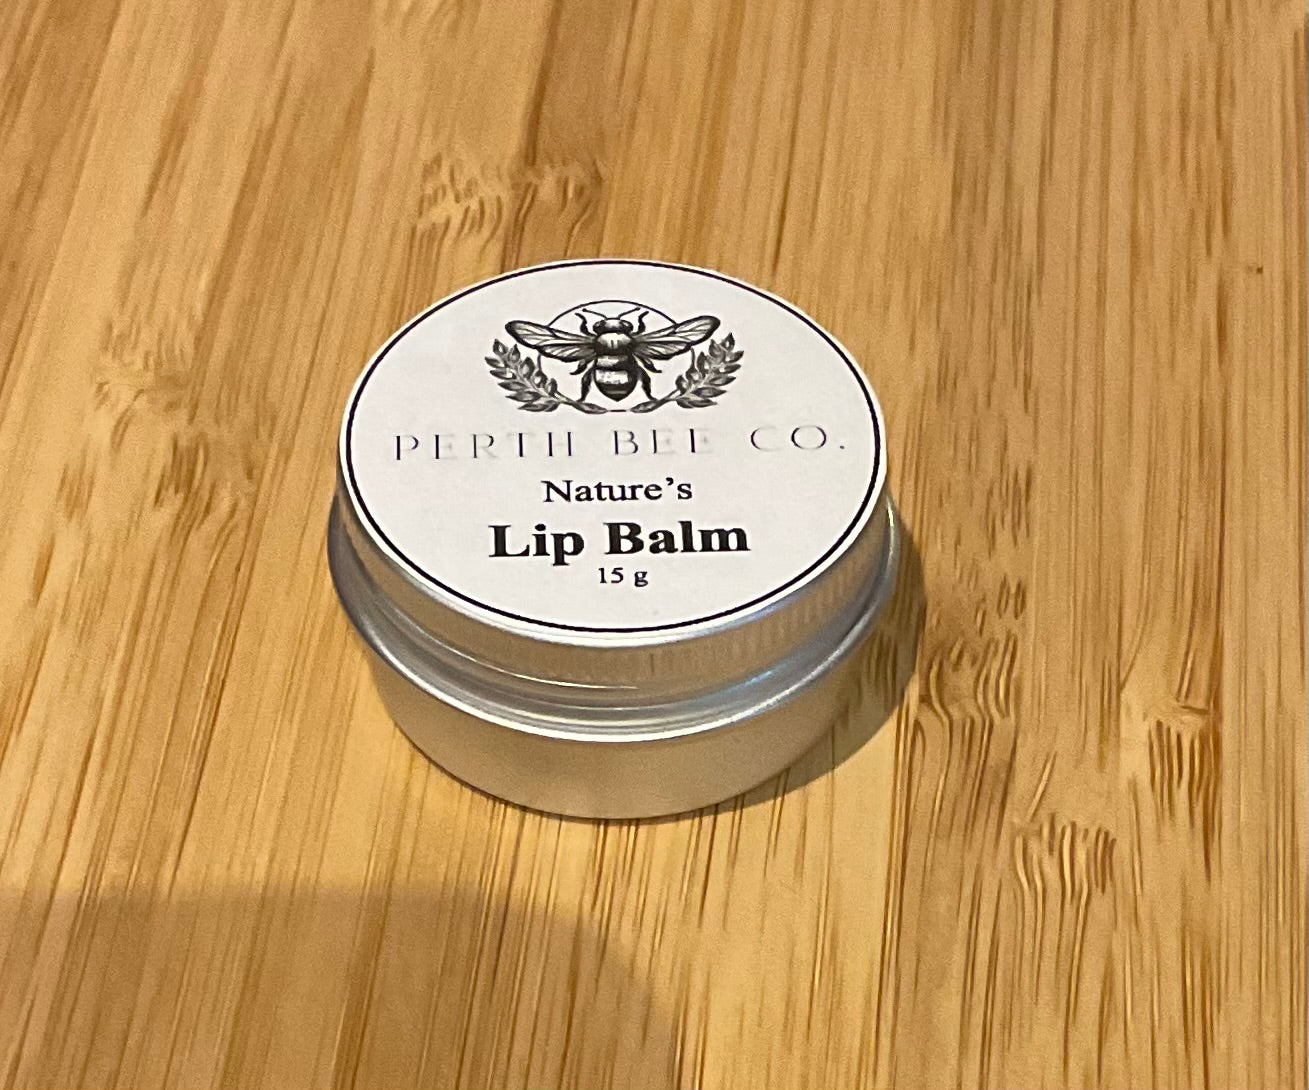 PERTH BEE CO.
Nature's
Lip Balm
15 g